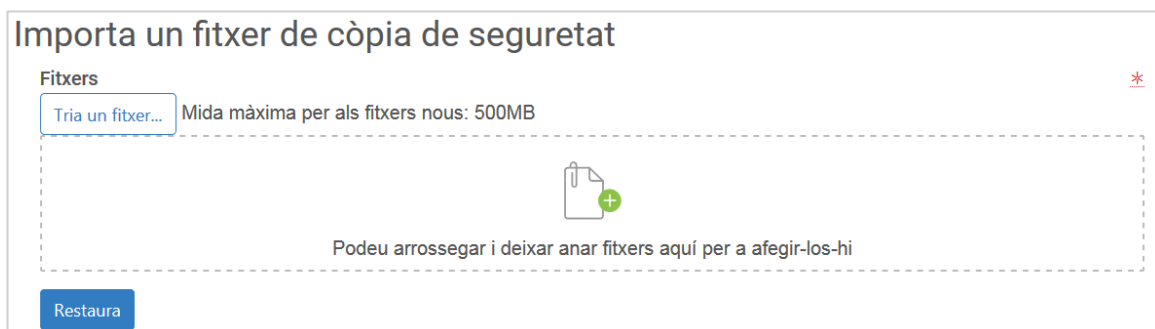 Importa un fitxer de còpia de seguretat
Fitxers
Tria un fitxer... Mida màxima per als fitxers nous: 500MB
Podeu arrossegar i deixar anar fitxers aquí per a afegir-los-hi
Restaura